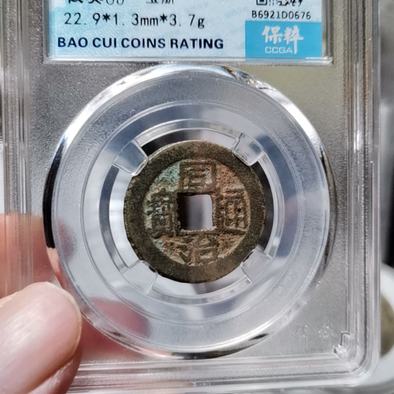 22.9*1.3mm*3.7g
BAO CUI COINS RATING
B6921D0676
保粹
CCGA
同治通寶